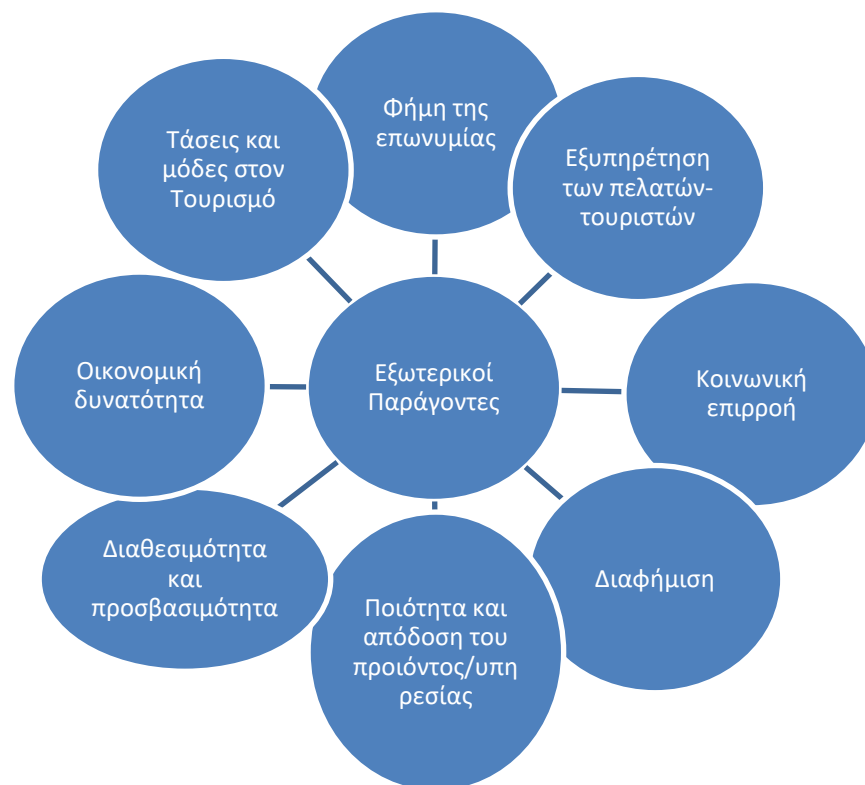 Φήμη της
επωνυμίας
Εξυπηρέτηση
των πελατών-
τουριστών
Κοινωνική
επιρροή
Διαφήμιση
Ποιότητα και
απόδοση του
προιόντος/υπη
ρεσίας
Διαθεσιμότητα
και
προσβασιμότητα
Οικονομική
δυνατότητα
Τάσεις και
μόδες στον
Τουρισμό
Εξωτερικοί
Παράγοντες